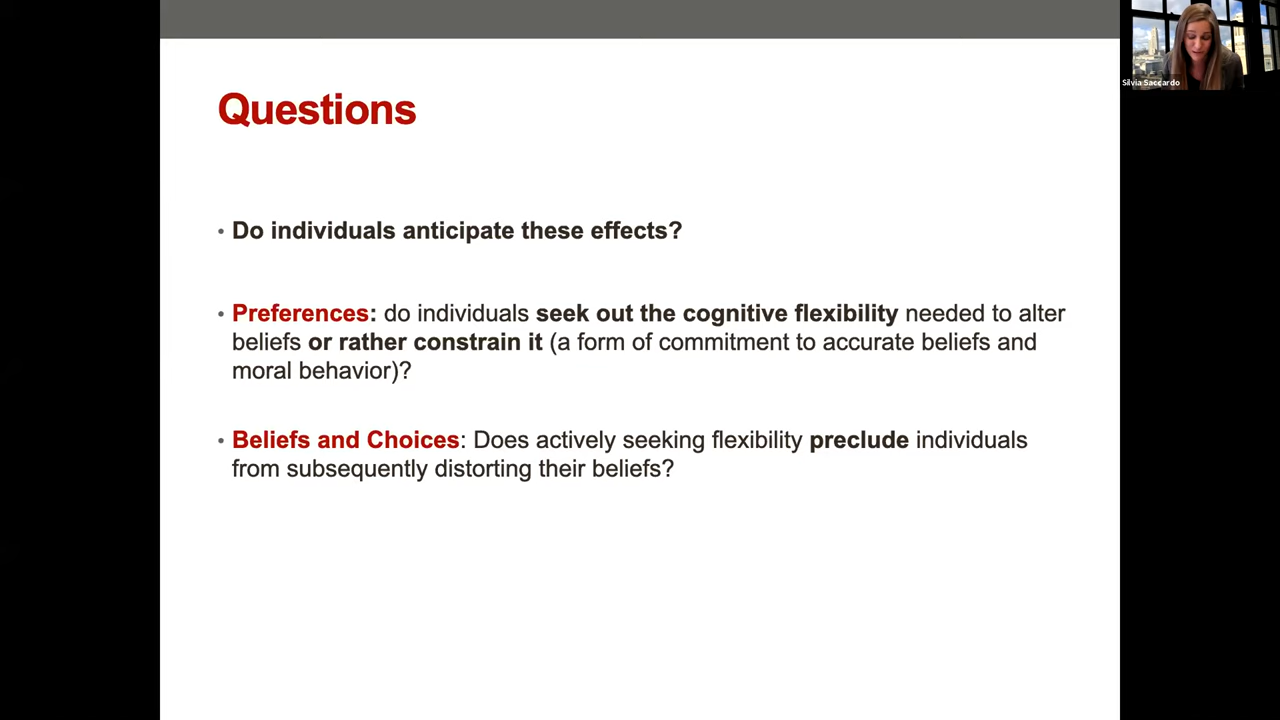 Silvia Saccardo
Questions
• Do individuals anticipate these effects?
• Preferences: do individuals seek out the cognitive flexibility needed to alter
beliefs or rather constrain it (a form of commitment to accurate beliefs and
moral behavior)?
• Beliefs and Choices: Does actively seeking flexibility preclude individuals
from subsequently distorting their beliefs?